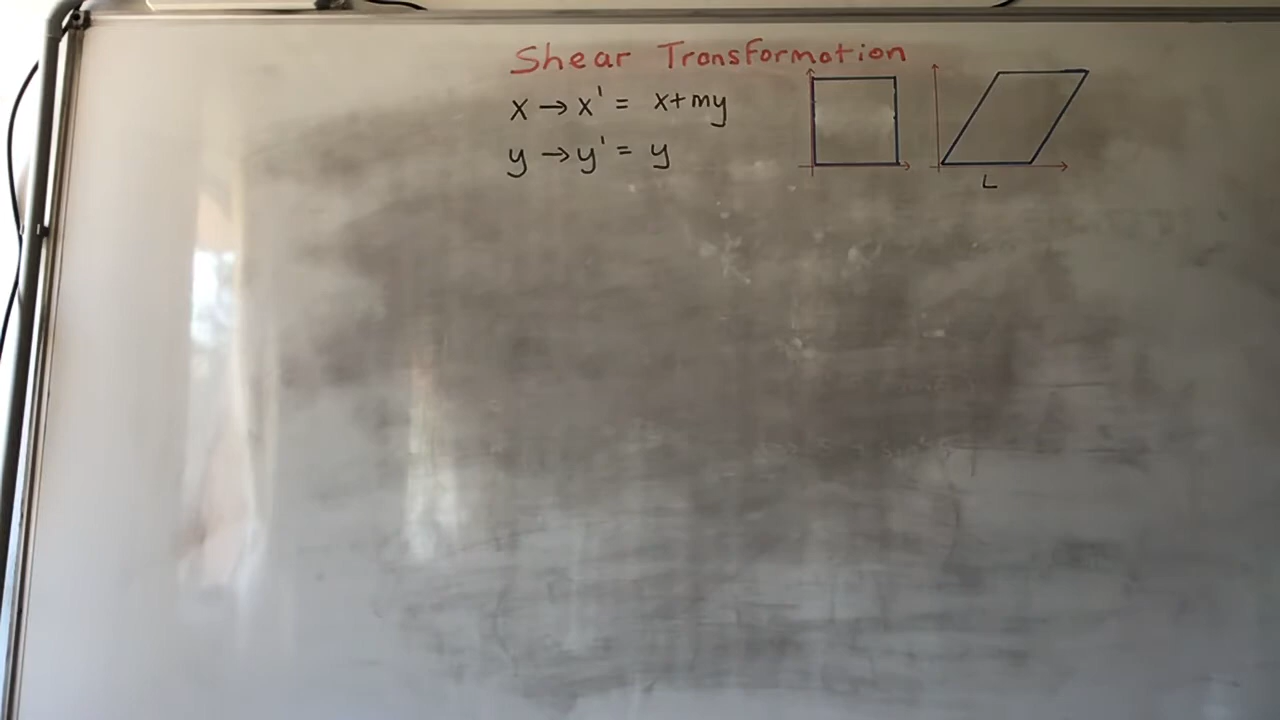 Shear Transformation
x → x' = x+my
y → y' = y
L